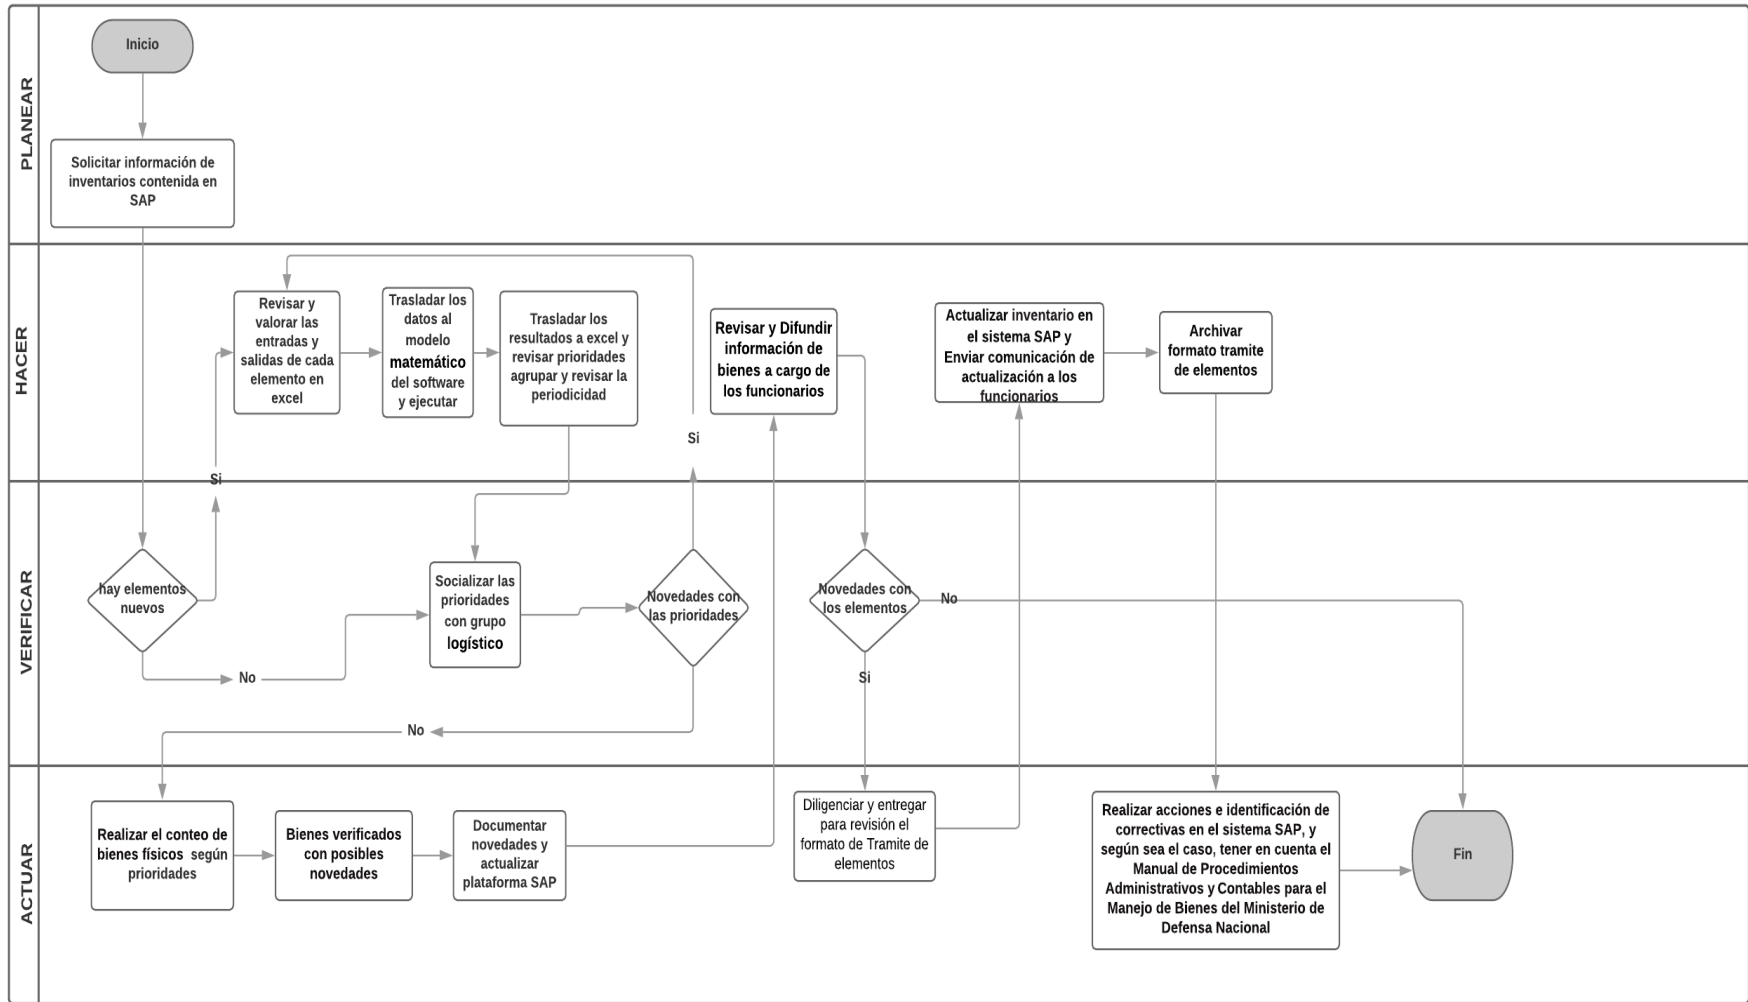 PLANEAR
Inicio
Solicitar información de
inventarios contenida en
SAP
HACER
Revisar y
valorar las
entradas y
salidas de cada
elemento en
excel
Trasladar los
datos al
modelo
matemático
del software
y ejecutar
Trasladar los
resultados a excel y
revisar prioridades
agrupar y revisar la
periodicidad
Revisar y Difundir
información de
bienes a cargo de
los funcionarios
Actualizar inventario en
el sistema SAP y
Enviar comunicación de
actualización a los
funcionarios
Archivar
formato tramite
de elementos
Si
Si
VERIFICAR
hay elementos
nuevos
No
Socializar las
prioridades
con grupo
logístico
Novedades con
las prioridades
No
Novedades con
los elementos
No
Si
ACTUAR
Realizar el conteo de
bienes físicos según
prioridades
Bienes verificados
con posibles
novedades
Documentar
novedades y
actualizar
plataforma SAP
Diligenciar y entregar
para revisión el
formato de Tramite de
elementos
Realizar acciones e identificación de
correctivas en el sistema SAP, y
según sea el caso, tener en cuenta el
Manual de Procedimientos
Administrativos y Contables para el
Manejo de Bienes del Ministerio de
Defensa Nacional
Fin